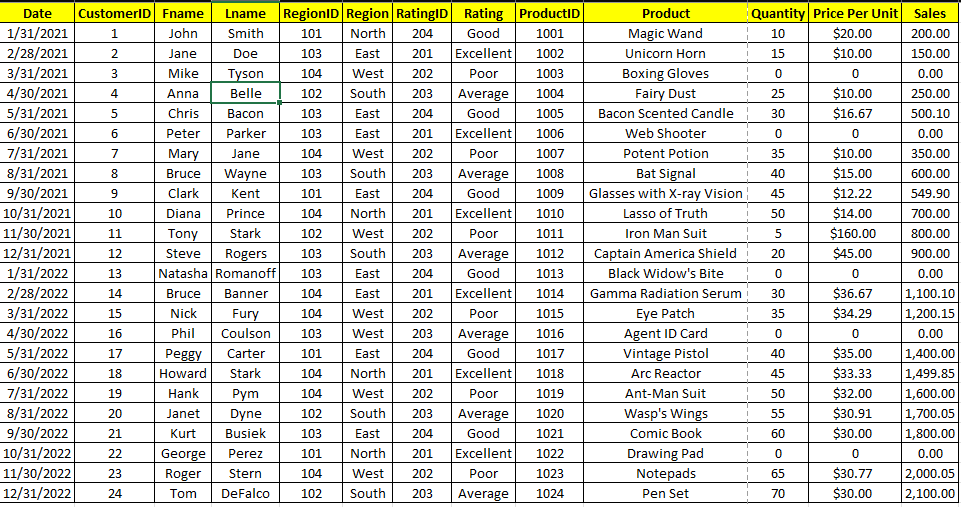 Date CustomerID Fname Lname RegionID Region RatingID Rating ProductID Product Quantity Price Per Unit Sales
1/31/2021 1 John Smith 101 North 204 Good 1001 Magic Wand 10 $20.00 200.00
2/28/2021 2 Jane Doe 103 East 201 Excellent 1002 Unicorn Horn 15 $10.00 150.00
3/31/2021 3 Mike Tyson 104 West 202 Poor 1003 Boxing Gloves 0 0 0.00
4/30/2021 4 Anna Belle 102 South 203 Average 1004 Fairy Dust 25 $10.00 250.00
5/31/2021 5 Chris Bacon 103 East 204 Good 1005 Bacon Scented Candle 30 $16.67 500.10
6/30/2021 6 Peter Parker 103 East 201 Excellent 1006 Web Shooter 0 0 0.00
7/31/2021 7 Mary Jane 104 West 202 Poor 1007 Potent Potion 35 $10.00 350.00
8/31/2021 8 Bruce Wayne 103 South 203 Average 1008 Bat Signal 40 $15.00 600.00
9/30/2021 9 Clark Kent 101 East 204 Good 1009 Glasses with X-ray Vision 45 $12.22 549.90
10/31/2021 10 Diana Prince 104 North 201 Excellent 1010 Lasso of Truth 50 $14.00 700.00
11/30/2021 11 Tony Stark 102 West 202 Poor 1011 Iron Man Suit 5 $160.00 800.00
12/31/2021 12 Steve Rogers 103 South 203 Average 1012 Captain America Shield 20 $45.00 900.00
1/31/2022 13 Natasha Romanoff 103 East 204 Good 1013 Black Widow's Bite 0 0 0.00
2/28/2022 14 Bruce Banner 104 East 201 Excellent 1014 Gamma Radiation Serum 30 $36.67 1,100.10
3/31/2022 15 Nick Fury 104 West 202 Poor 1015 Eye Patch 35 $34.29 1,200.15
4/30/2022 16 Phil Coulson 103 West 203 Average 1016 Agent ID Card 0 0 0.00
5/31/2022 17 Peggy Carter 101 East 204 Good 1017 Vintage Pistol 40 $35.00 1,400.00
6/30/2022 18 Howard Stark 104 North 201 Excellent 1018 Arc Reactor 45 $33.33 1,499.85
7/31/2022 19 Hank Pym 104 West 202 Poor 1019 Ant-Man Suit 50 $32.00 1,600.00
8/31/2022 20 Janet Dyne 102 South 203 Average 1020 Wasp's Wings 55 $30.91 1,700.05
9/30/2022 21 Kurt Busiek 103 East 204 Good 1021 Comic Book 60 $30.00 1,800.00
10/31/2022 22 George Perez 101 North 201 Excellent 1022 Drawing Pad 0 0 0.00
11/30/2022 23 Roger Stern 104 West 202 Poor 1023 Notepads 65 $30.77 2,000.05
12/31/2022 24 Tom DeFalco 102 South 203 Average 1024 Pen Set 70 $30.00 2,100.00